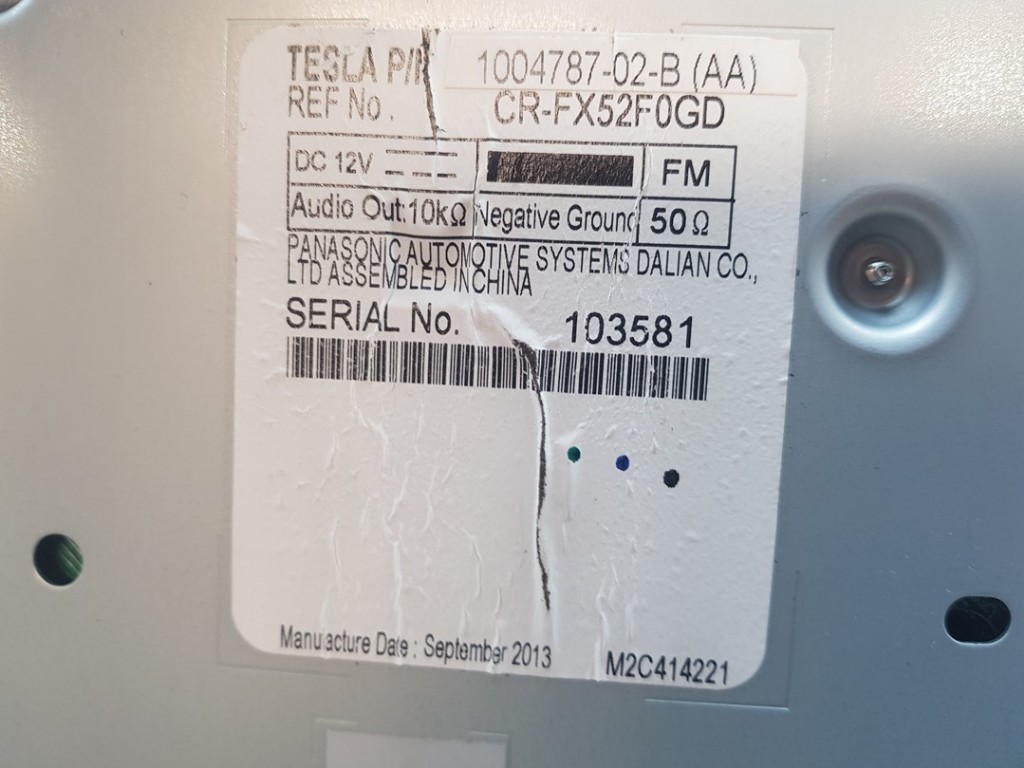 TESLA P/N 1004787-02-B (AA)
REF No. CR-FX52F0GD
DC 12V FM
Audio Out:10kΩ Negative Ground 50Ω
PANASONIC AUTOMOTIVE SYSTEMS DALIAN CO.,
LTD ASSEMBLED IN CHINA
SERIAL No. 103581
Manufacture Date : September 2013 M2C414221